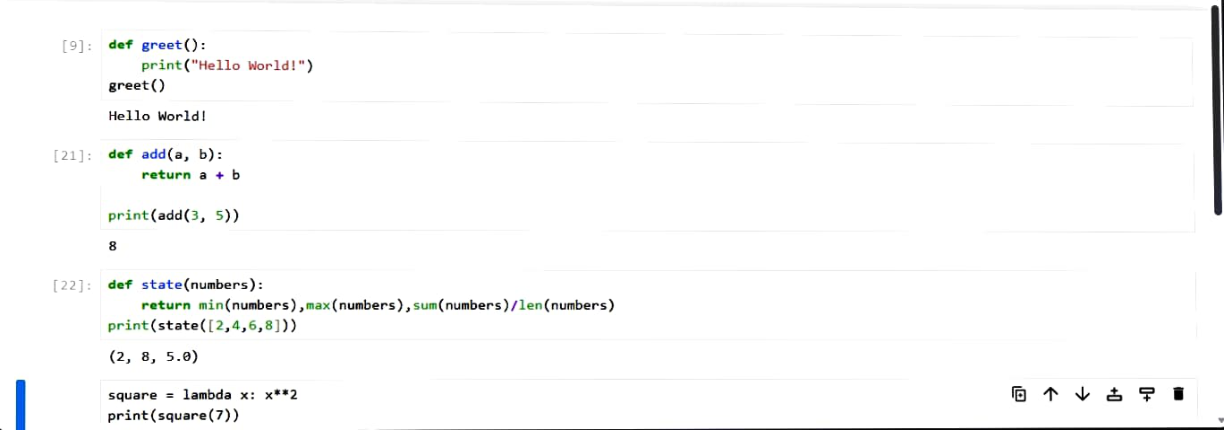 [9]: def greet():
    print("Hello World!")
greet()
Hello World!
[21]: def add(a, b):
    return a + b
print(add(3, 5))
8
[22]: def state(numbers):
    return min(numbers),max(numbers),sum(numbers)/len(numbers)
print(state([2,4,6,8]))
(2, 8, 5.0)
square = lambda x: x**2
print(square(7))